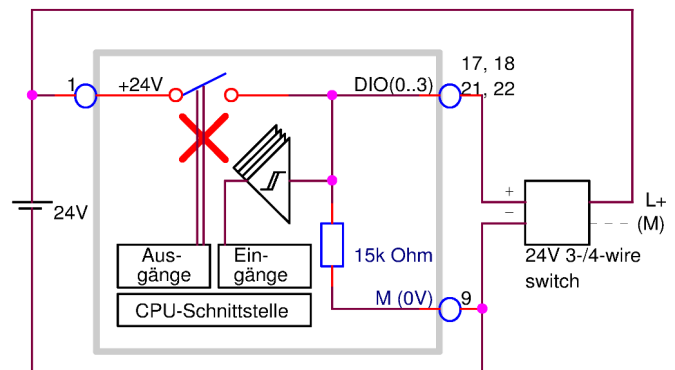 17, 18
1
+24V
DIO(0..3)
21, 22
+
−
L+
24V
(M)
Aus-
gänge
Ein-
gänge
15k Ohm
24V 3-/4-wire
switch
M (0V)
9
CPU-Schnittstelle